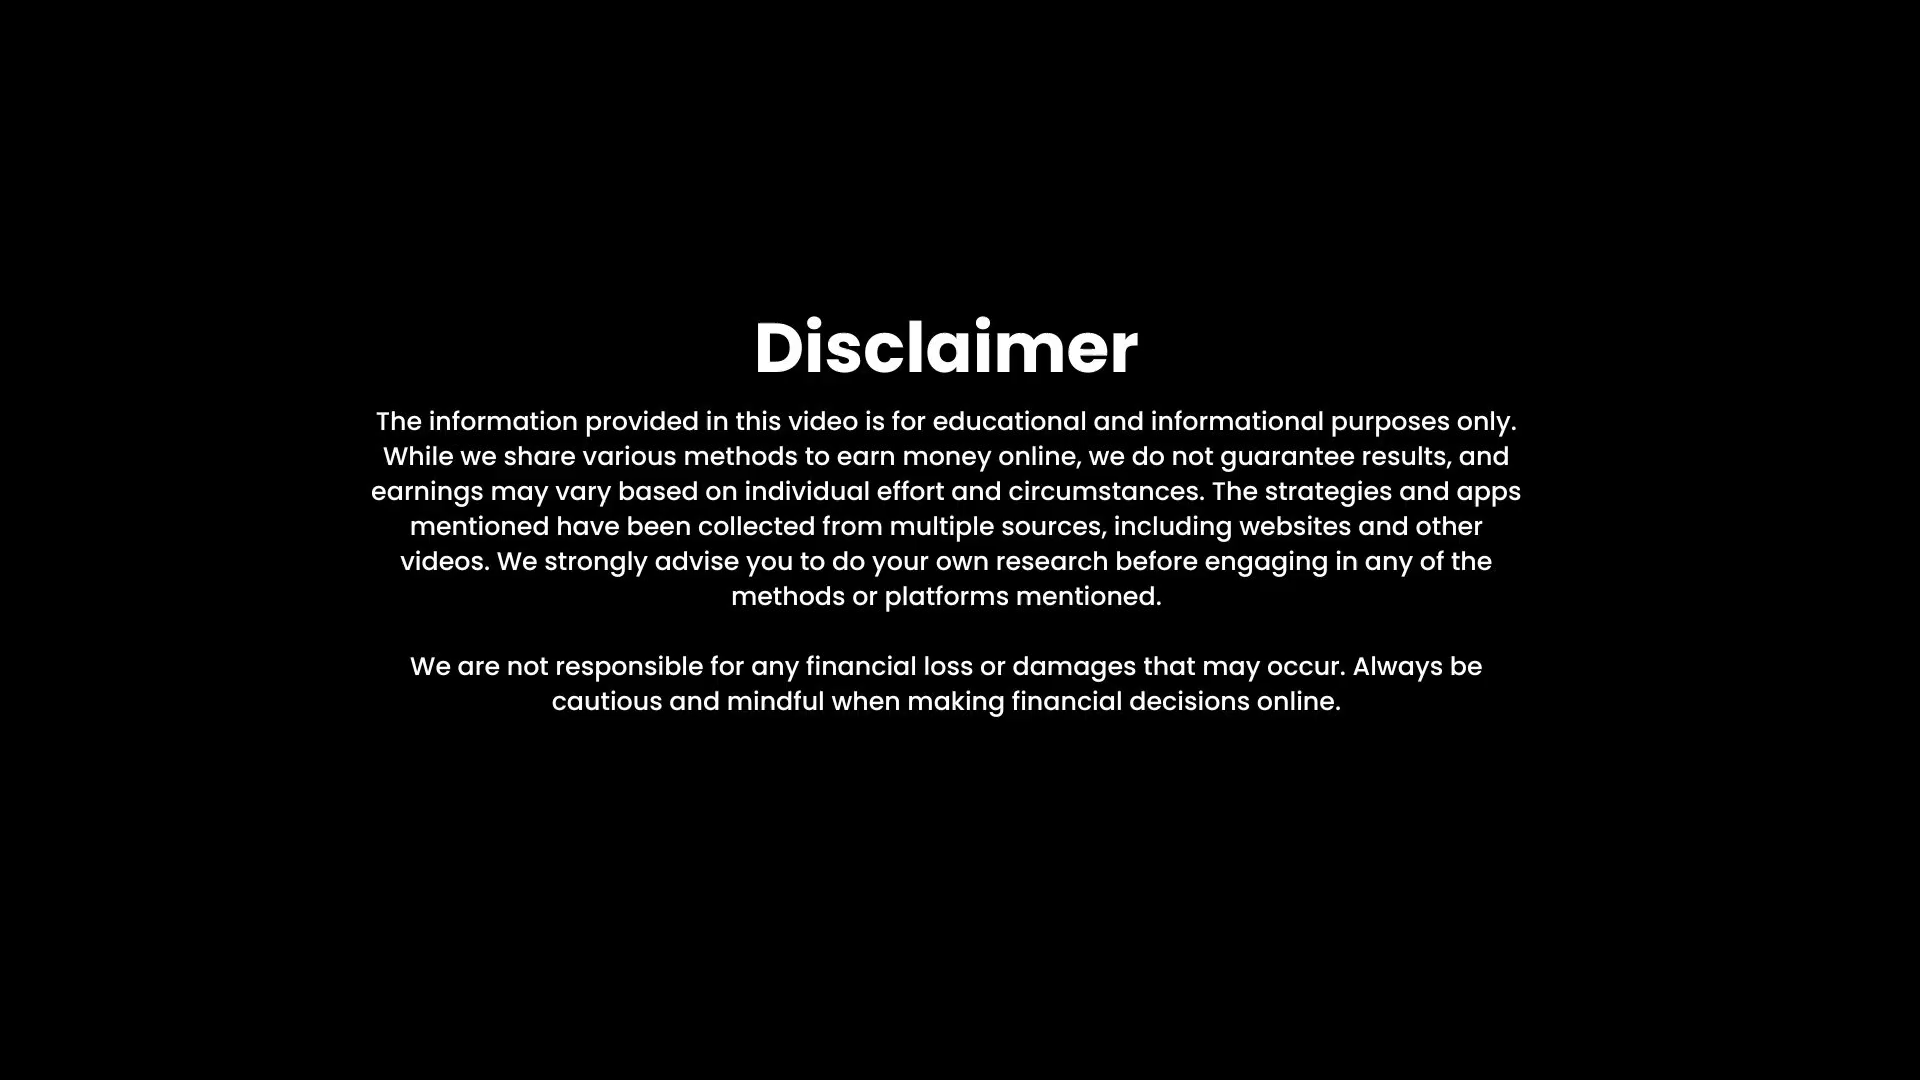 Disclaimer
The information provided in this video is for educational and informational purposes only.
While we share various methods to earn money online, we do not guarantee results, and
earnings may vary based on individual effort and circumstances. The strategies and apps
mentioned have been collected from multiple sources, including websites and other
videos. We strongly advise you to do your own research before engaging in any of the
methods or platforms mentioned.
We are not responsible for any financial loss or damages that may occur. Always be
cautious and mindful when making financial decisions online.